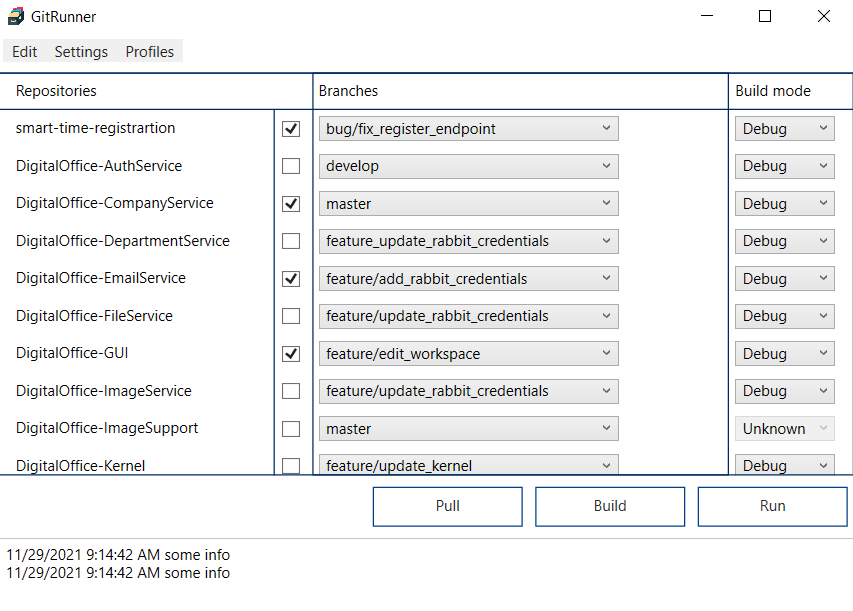 GitRunner
Edit Settings Profiles
Repositories Branches Build mode
smart-time-registrartion bug/fix_register_endpoint Debug
DigitalOffice-AuthService develop Debug
DigitalOffice-CompanyService master Debug
DigitalOffice-DepartmentService feature_update_rabbit_credentials Debug
DigitalOffice-EmailService feature/add_rabbit_credentials Debug
DigitalOffice-FileService feature/update_rabbit_credentials Debug
DigitalOffice-GUI feature/edit_workspace Debug
DigitalOffice-ImageService feature/update_rabbit_credentials Debug
DigitalOffice-ImageSupport master Unknown
DigitalOffice-Kernel feature/update_kernel Debug
Pull Build Run
11/29/2021 9:14:42 AM some info
11/29/2021 9:14:42 AM some info